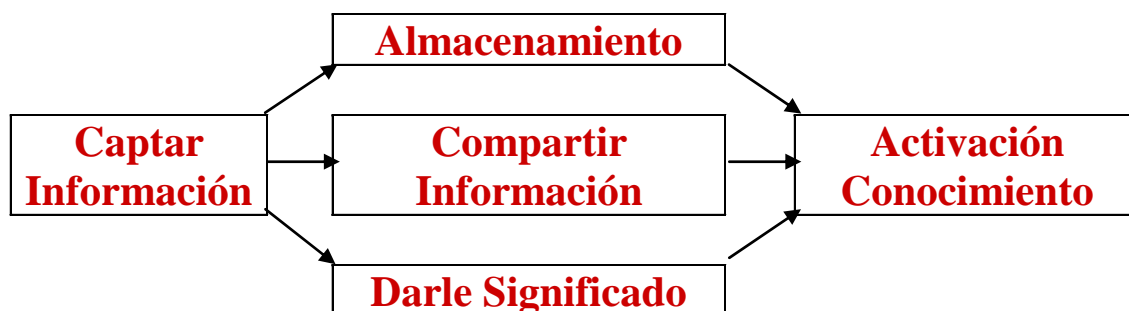 Almacenamiento
Captar
Información
Compartir
Información
Activación
Conocimiento
Darle Significado